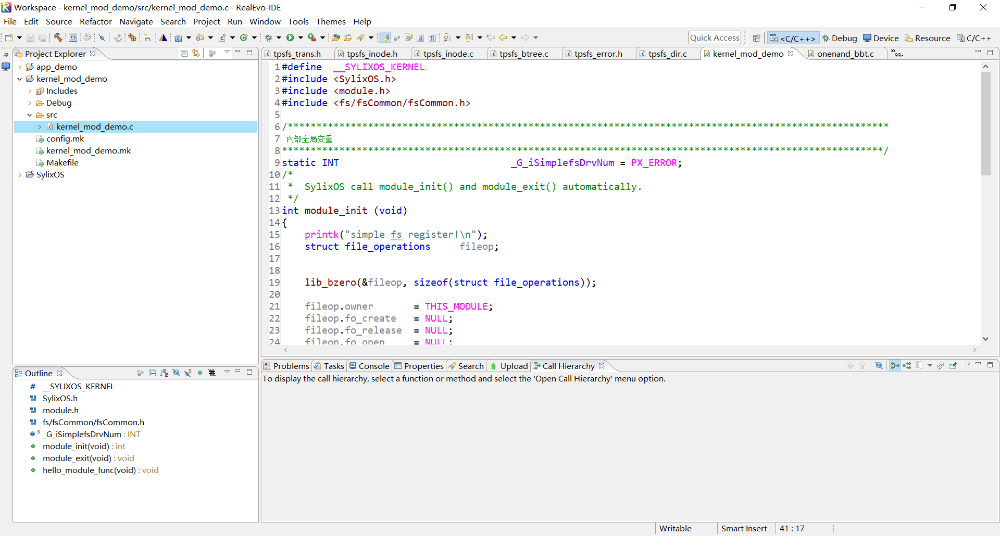 Workspace - kernel_mod_demo/src/kernel_mod_demo.c - RealEvo-IDE
File Edit Source Refactor Navigate Search Project Run Window Tools Themes Help
Quick Access <C/C++> Debug Device Resource C/C++
Project Explorer
app_demo
kernel_mod_demo
Includes
Debug
src
kernel_mod_demo.c
config.mk
kernel_mod_demo.mk
Makefile
SylixOS
tpsfs_trans.h tpsfs_inode.h tpsfs_inode.c tpsfs_btree.c tpsfs_error.h tpsfs_dir.c kernel_mod_demo onenand_bbt.c »99+
1 #define __SYLIXOS_KERNEL
2 #include <SylixOS.h>
3 #include <module.h>
4 #include <fs/fsCommon/fsCommon.h>
5
6 /*********************************************************************************************************
7 内部全局变量
8 *********************************************************************************************************/
9 static INT _G_iSimplefsDrvNum = PX_ERROR;
10 /*
11 * SylixOS call module_init() and module_exit() automatically.
12 */
13 int module_init (void)
14 {
15 printk("simple fs register!\n");
16 struct file_operations fileop;
17
18
19 lib_bzero(&fileop, sizeof(struct file_operations));
20
21 fileop.owner = THIS_MODULE;
22 fileop.fo_create = NULL;
23 fileop.fo_release = NULL;
24 fileop.fo_open = NULL;
Outline
# __SYLIXOS_KERNEL
SylixOS.h
module.h
fs/fsCommon/fsCommon.h
_G_iSimplefsDrvNum : INT
module_init(void) : int
module_exit(void) : void
hello_module_func(void) : void
Problems Tasks Console Properties Search Upload Call Hierarchy
To display the call hierarchy, select a function or method and select the 'Open Call Hierarchy' menu option.
Writable Smart Insert 41 : 17